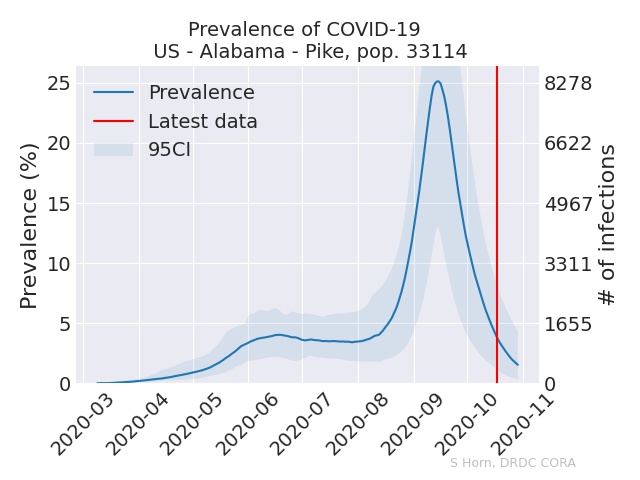 Prevalence of COVID-19
US - Alabama - Pike, pop. 33114
Prevalence
Latest data
95CI
Prevalence (%)
25
20
15
10
5
0
8278
6622
4967
3311
1655
0
# of infections
2020-03
2020-04
2020-05
2020-06
2020-07
2020-08
2020-09
2020-10
2020-11
S Horn, DRDC CORA